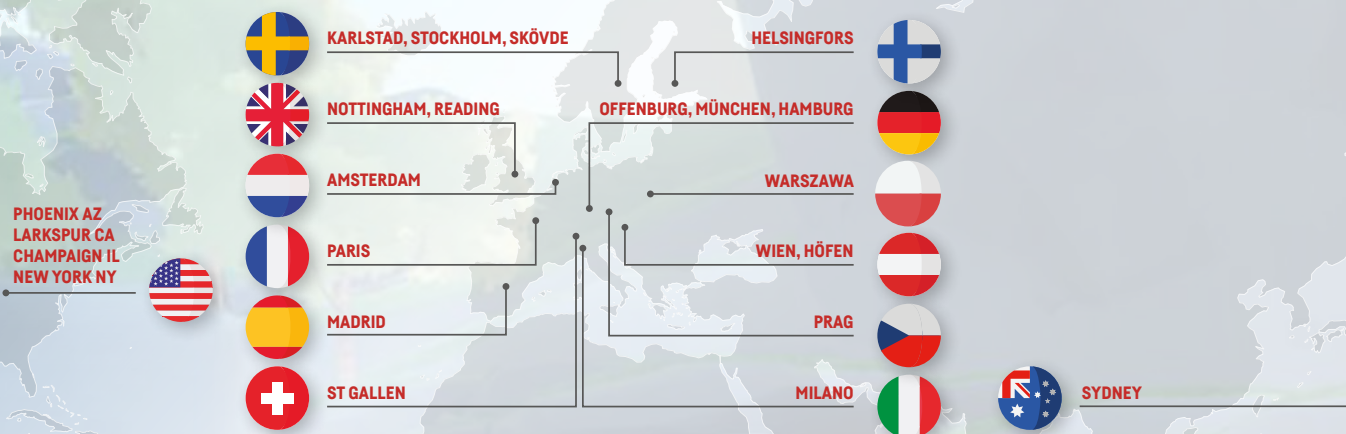 KARLSTAD, STOCKHOLM, SKÖVDE
HELSINGFORS
NOTTINGHAM, READING
OFFENBURG, MÜNCHEN, HAMBURG
AMSTERDAM
WARSZAWA
PHOENIX AZ
LARKSPUR CA
CHAMPAIGN IL
NEW YORK NY
PARIS
WIEN, HÖFEN
MADRID
PRAG
ST GALLEN
MILANO
SYDNEY